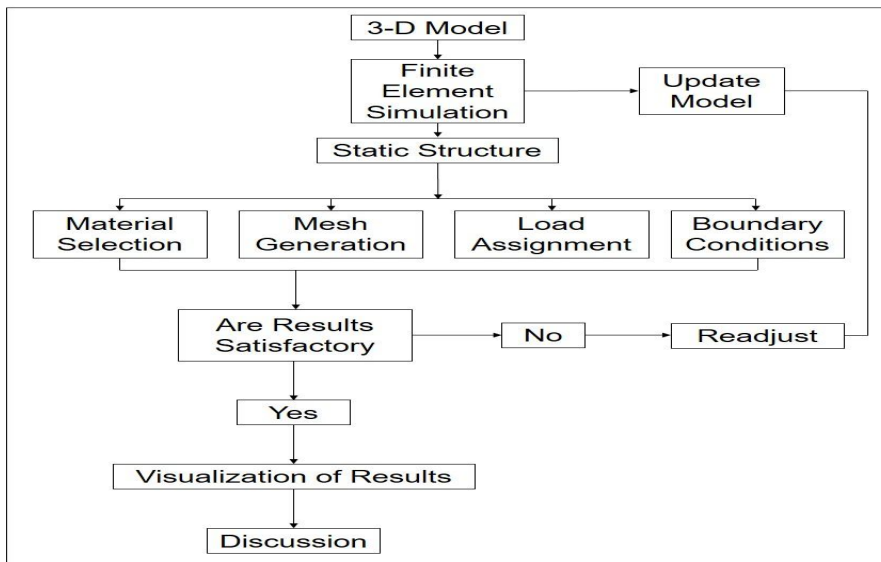 3-D Model
Finite
Element
Simulation
Update
Model
Static Structure
Material
Selection
Mesh
Generation
Load
Assignment
Boundary
Conditions
Are Results
Satisfactory
No
Readjust
Yes
Visualization of Results
Discussion